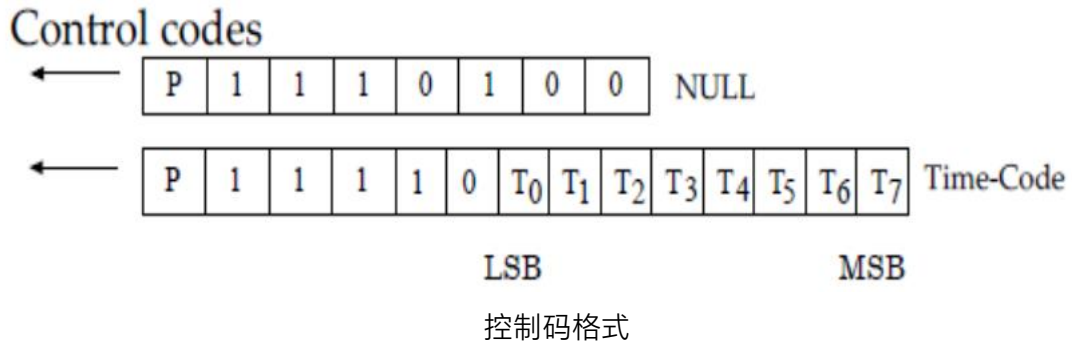 Control codes
P 1 1 1 0 1 0 0 NULL
P 1 1 1 1 0 T0 T1 T2 T3 T4 T5 T6 T7 Time-Code
LSB MSB
控制码格式